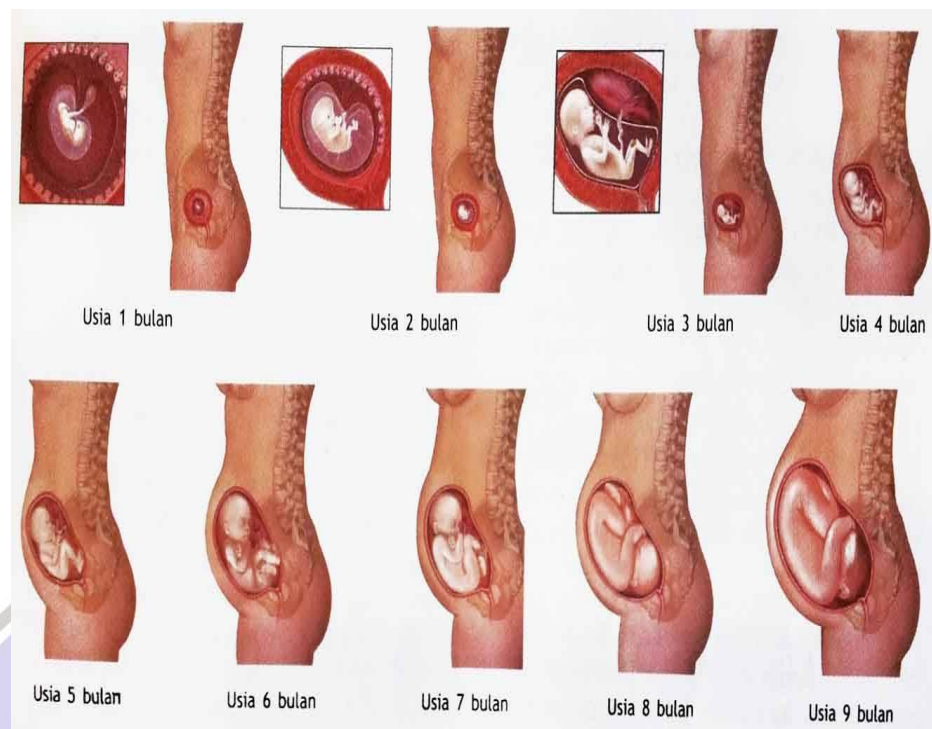 Usia 1 bulan
Usia 2 bulan
Usia 3 bulan
Usia 4 bulan
Usia 5 bulan
Usia 6 bulan
Usia 7 bulan
Usia 8 bulan
Usia 9 bulan